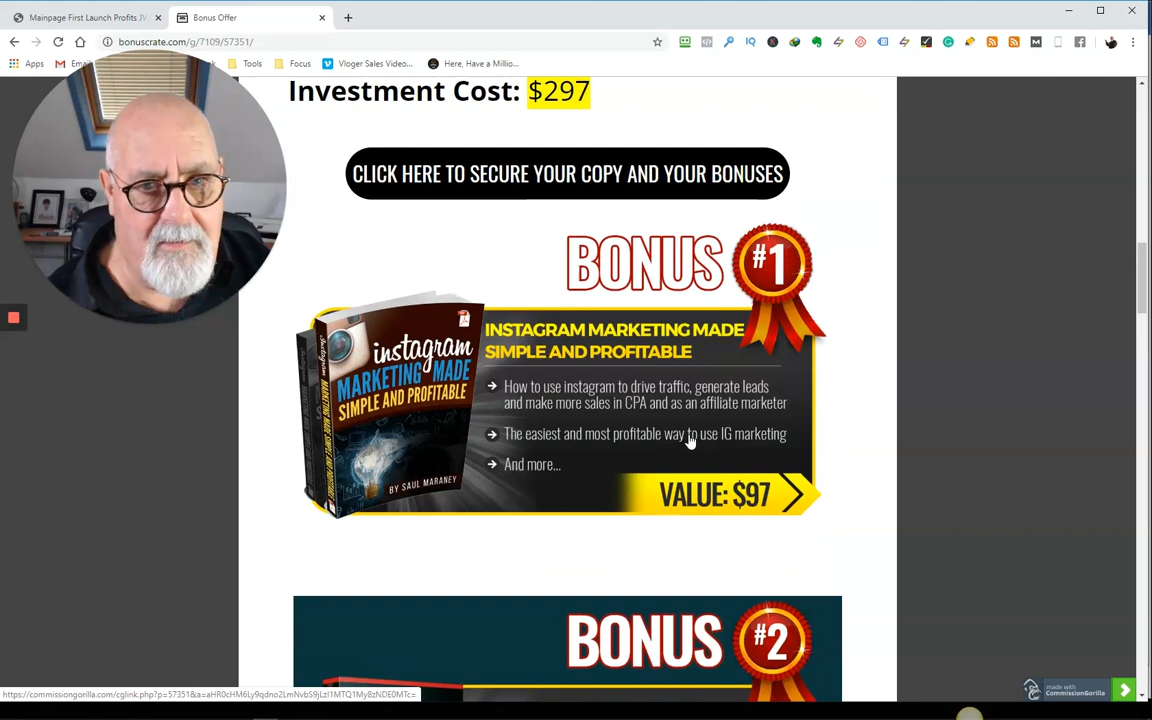 Mainpage First Launch Profits JV
Bonus Offer
bonuscrate.com/g/7109/57351/
Apps
Tools
Focus
Vloger Sales Video...
Here, Have a Millio...
Investment Cost: $297
CLICK HERE TO SECURE YOUR COPY AND YOUR BONUSES
BONUS
#1
instagram
MARKETING MADE
SIMPLE AND PROFITABLE
BY SAUL MARANEY
INSTAGRAM MARKETING MADE
SIMPLE AND PROFITABLE
How to use instagram to drive traffic, generate leads
and make more sales in CPA and as an affiliate marketer
The easiest and most profitable way to use IG marketing
And more...
VALUE: $97
BONUS
#2
made with
CommissionGorilla